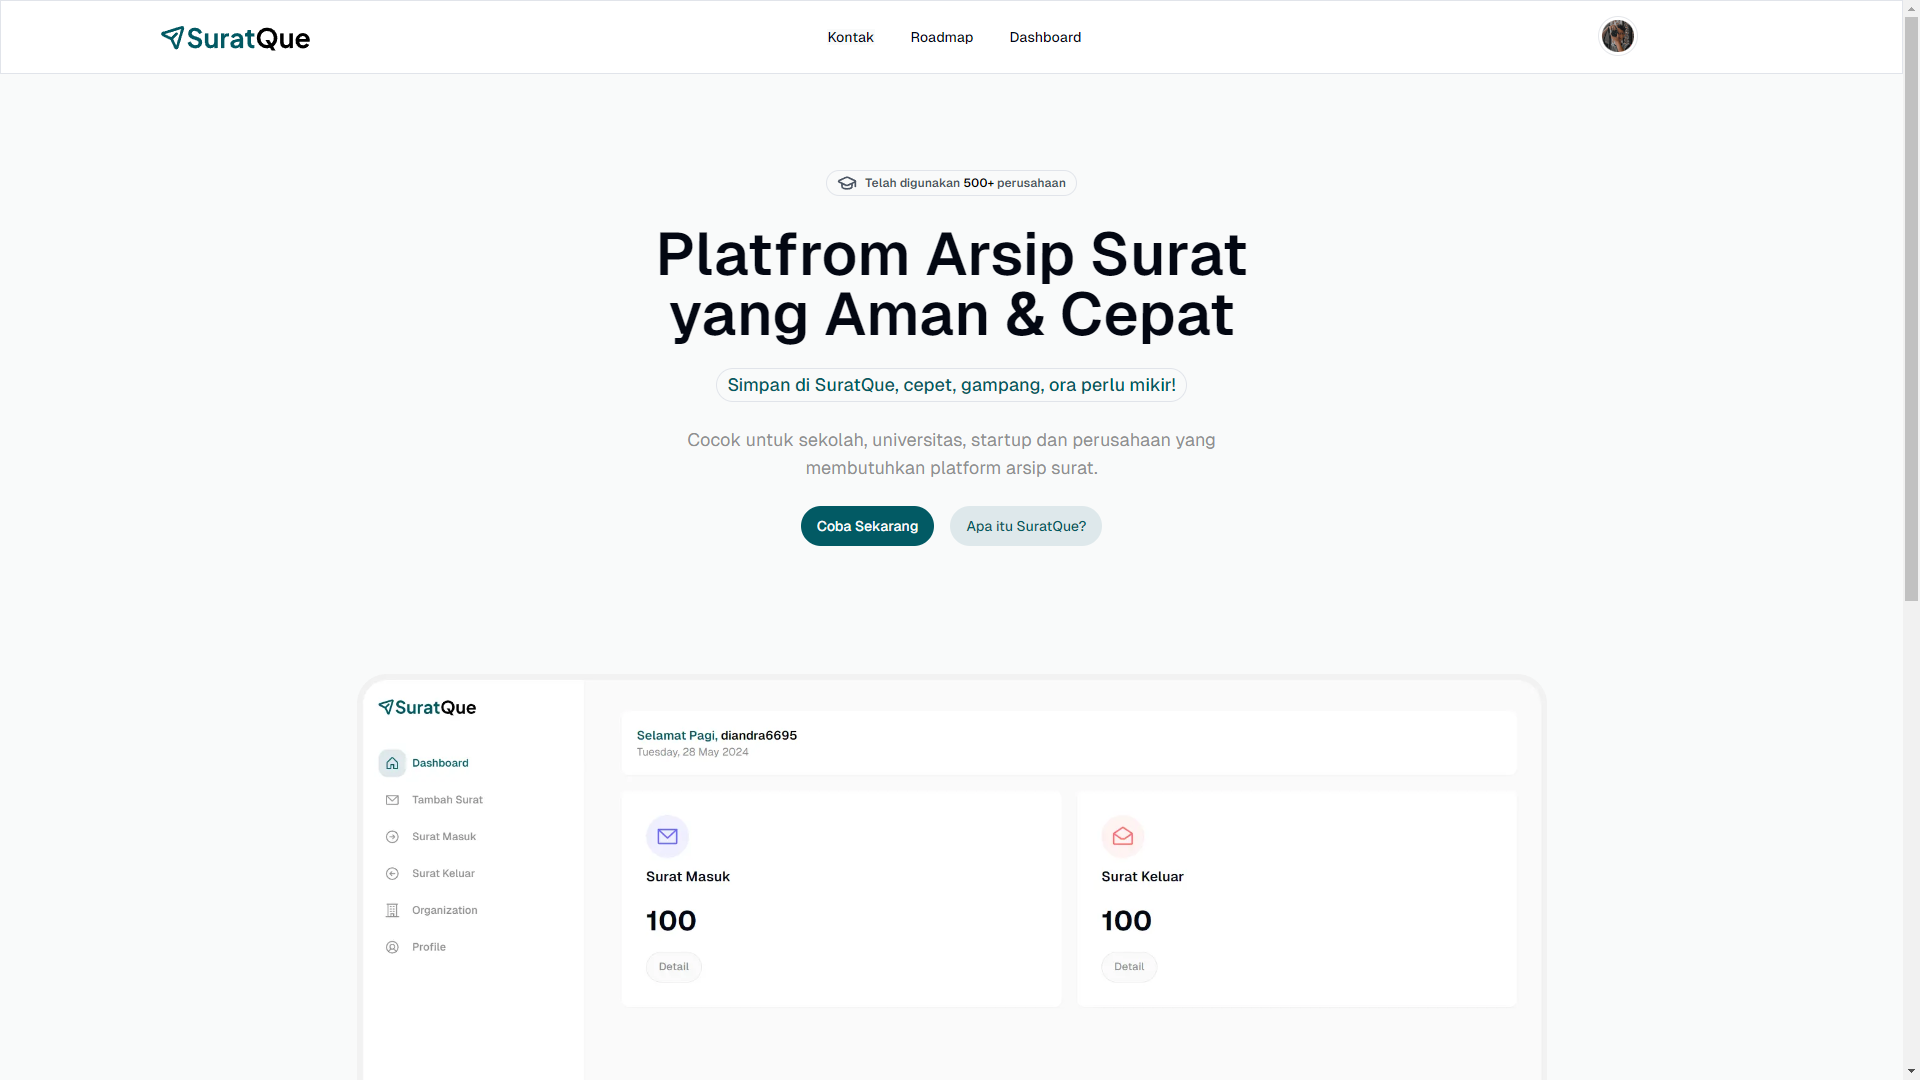 SuratQue
Kontak
Roadmap
Dashboard
Telah digunakan 500+ perusahaan
Platfrom Arsip Surat
yang Aman & Cepat
Simpan di SuratQue, cepet, gampang, ora perlu mikir!
Cocok untuk sekolah, universitas, startup dan perusahaan yang
membutuhkan platform arsip surat.
Coba Sekarang
Apa itu SuratQue?
SuratQue
Dashboard
Tambah Surat
Surat Masuk
Surat Keluar
Organization
Profile
Selamat Pagi, diandra6695
Tuesday, 28 May 2024
Surat Masuk
100
Detail
Surat Keluar
100
Detail